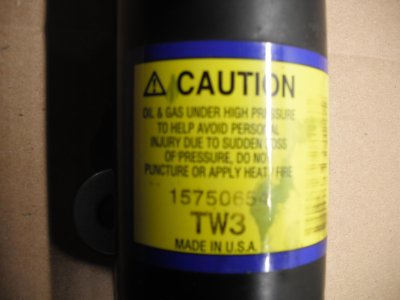 CAUTION
OIL & GAS UNDER HIGH PRESSURE
TO HELP AVOID PERSONAL
INJURY DUE TO SUDDEN LOSS
OF PRESSURE, DO NOT
PUNCTURE OR APPLY HEAT / FIRE
15750654
TW3
MADE IN U.S.A.